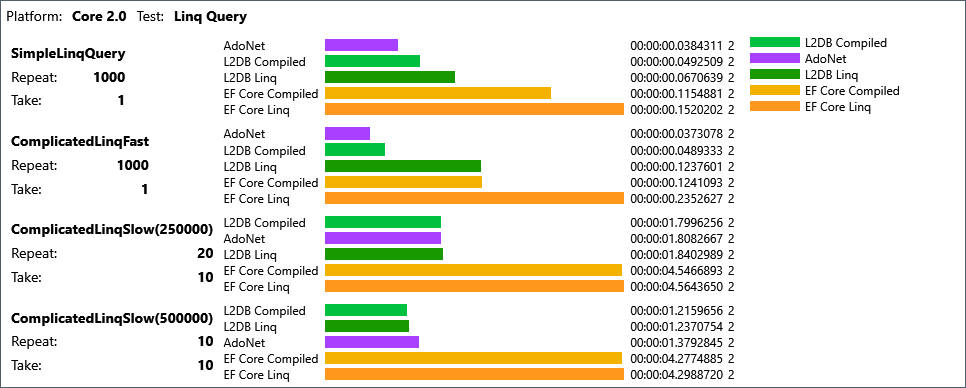 Platform: Core 2.0 Test: Linq Query
SimpleLinqQuery
Repeat: 1000
Take: 1
AdoNet 00:00:00.0384311 2
L2DB Compiled 00:00:00.0492509 2
L2DB Linq 00:00:00.0670639 2
EF Core Compiled 00:00:00.1154881 2
EF Core Linq 00:00:00.1520202 2
ComplicatedLinqFast
Repeat: 1000
Take: 1
AdoNet 00:00:00.0373078 2
L2DB Compiled 00:00:00.0489333 2
L2DB Linq 00:00:00.1237601 2
EF Core Compiled 00:00:00.1241093 2
EF Core Linq 00:00:00.2352627 2
ComplicatedLinqSlow(250000)
Repeat: 20
Take: 10
L2DB Compiled 00:00:01.7996256 2
AdoNet 00:00:01.8082667 2
L2DB Linq 00:00:01.8402989 2
EF Core Compiled 00:00:04.5466893 2
EF Core Linq 00:00:04.5643650 2
ComplicatedLinqSlow(500000)
Repeat: 10
Take: 10
L2DB Compiled 00:00:01.2159656 2
L2DB Linq 00:00:01.2370754 2
AdoNet 00:00:01.3792845 2
EF Core Compiled 00:00:04.2774885 2
EF Core Linq 00:00:04.2988720 2
L2DB Compiled
AdoNet
L2DB Linq
EF Core Compiled
EF Core Linq